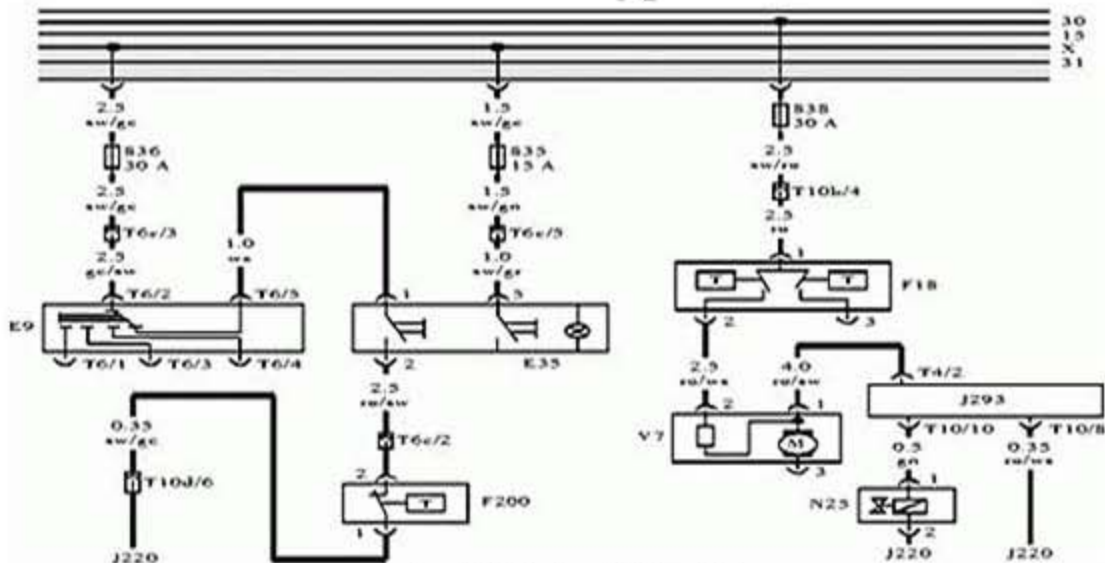 30
15
X
31
2.5
sw/ge
S36
30 A
2.5
sw/ge
T6e/3
2.5
ge/sw
T6/2
1.0
ws
T6/5
E9
T6/1
T6/3
T6/4
1.5
sw/ge
S35
15 A
1.5
sw/gn
T6e/5
1.0
sw/gr
1
5
E35
2
2.5
ro/sw
T6e/2
2
T
F200
1
0.35
sw/ge
T10d/6
J220
S38
30 A
2.5
sw/ro
T10k/4
2.5
ro
1
T
T
F18
2
3
2.5
ro/ws
4.0
ro/sw
T4/2
J293
2
1
V7
M
3
T10/10
T10/8
0.5
gn
0.35
ro/ws
1
N25
2
J220
J220